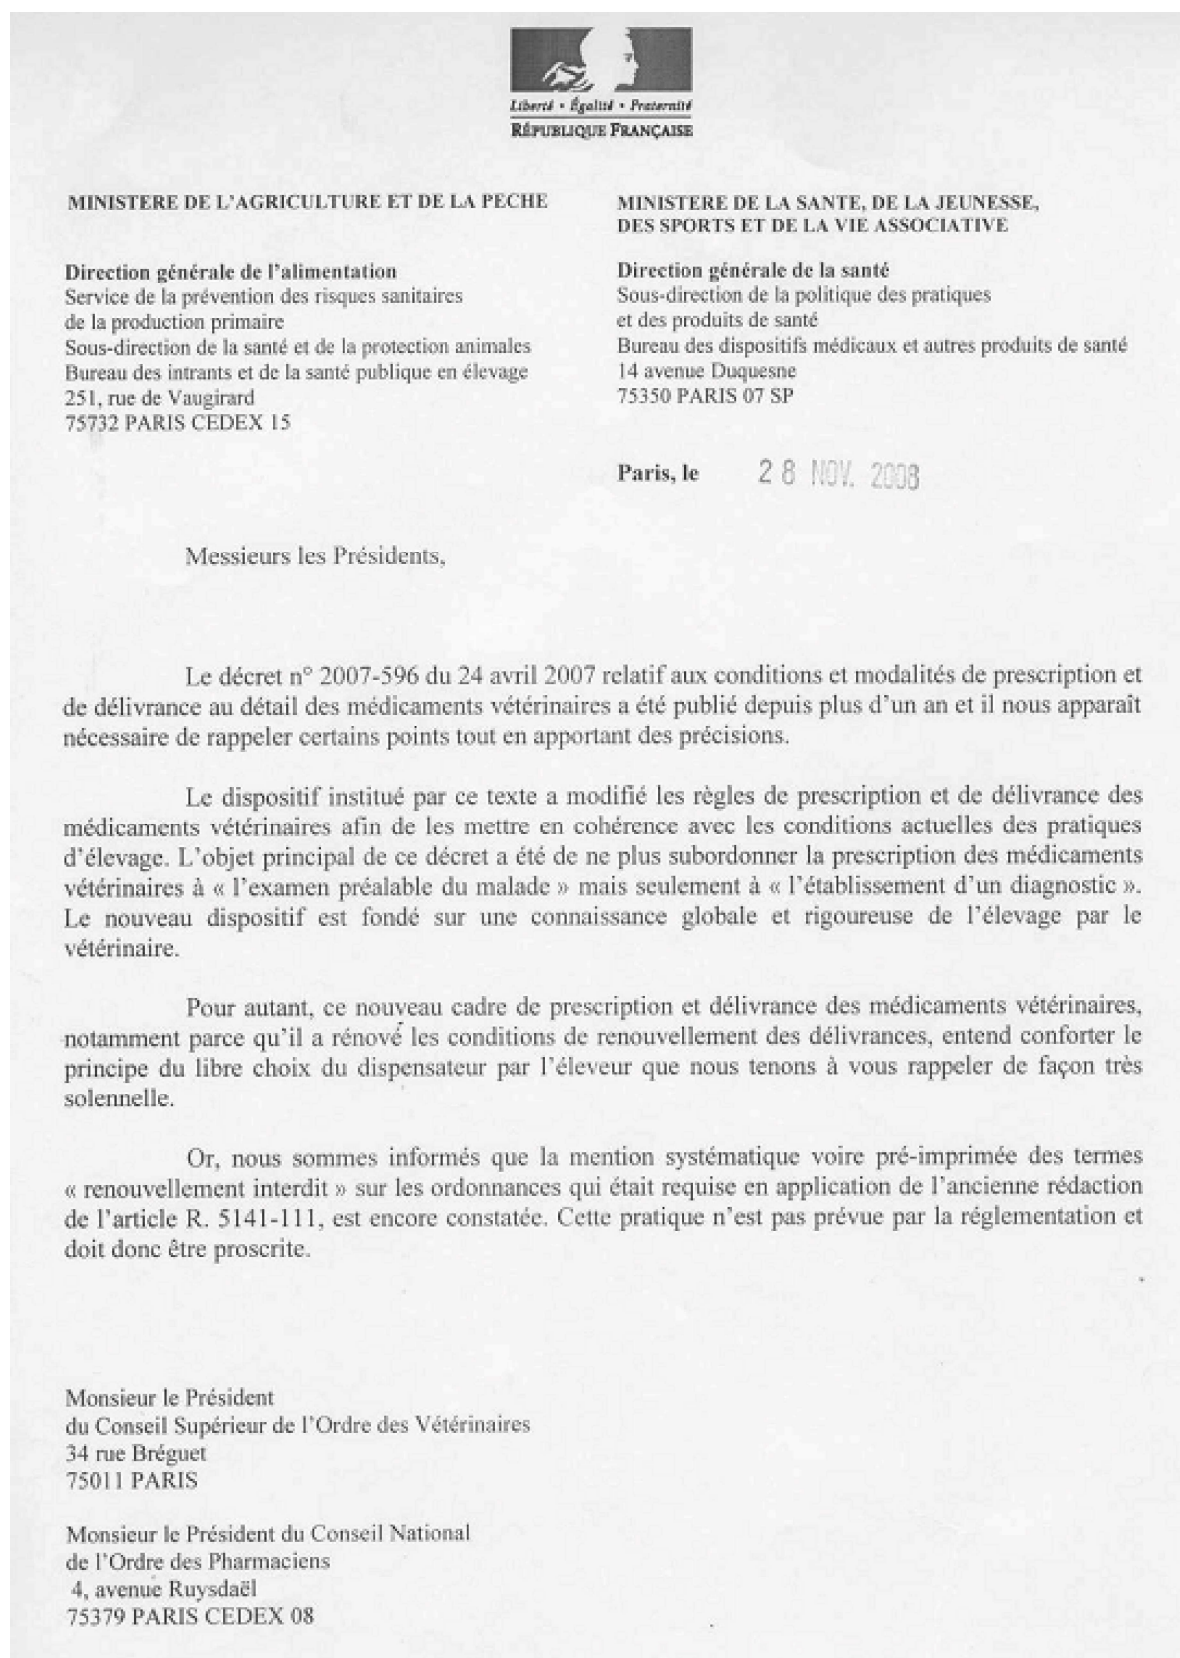 Liberté • Égalité • Fraternité
RÉPUBLIQUE FRANÇAISE
MINISTERE DE L'AGRICULTURE ET DE LA PECHE
Direction générale de l'alimentation
Service de la prévention des risques sanitaires
de la production primaire
Sous-direction de la santé et de la protection animales
Bureau des intrants et de la santé publique en élevage
251, rue de Vaugirard
75732 PARIS CEDEX 15
MINISTERE DE LA SANTE, DE LA JEUNESSE,
DES SPORTS ET DE LA VIE ASSOCIATIVE
Direction générale de la santé
Sous-direction de la politique des pratiques
et des produits de santé
Bureau des dispositifs médicaux et autres produits de santé
14 avenue Duquesne
75350 PARIS 07 SP
Paris, le 28 NOV. 2008
Messieurs les Présidents,
Le décret n° 2007-596 du 24 avril 2007 relatif aux conditions et modalités de prescription et
de délivrance au détail des médicaments vétérinaires a été publié depuis plus d'un an et il nous apparaît
nécessaire de rappeler certains points tout en apportant des précisions.
Le dispositif institué par ce texte a modifié les règles de prescription et de délivrance des
médicaments vétérinaires afin de les mettre en cohérence avec les conditions actuelles des pratiques
d'élevage. L'objet principal de ce décret a été de ne plus subordonner la prescription des médicaments
vétérinaires à « l'examen préalable du malade » mais seulement à « l'établissement d'un diagnostic ».
Le nouveau dispositif est fondé sur une connaissance globale et rigoureuse de l'élevage par le
vétérinaire.
Pour autant, ce nouveau cadre de prescription et délivrance des médicaments vétérinaires,
notamment parce qu'il a rénové les conditions de renouvellement des délivrances, entend conforter le
principe du libre choix du dispensateur par l'éleveur que nous tenons à vous rappeler de façon très
solennelle.
Or, nous sommes informés que la mention systématique voire pré-imprimée des termes
« renouvellement interdit » sur les ordonnances qui était requise en application de l'ancienne rédaction
de l'article R. 5141-111, est encore constatée. Cette pratique n'est pas prévue par la réglementation et
doit donc être proscrite.
Monsieur le Président
du Conseil Supérieur de l'Ordre des Vétérinaires
34 rue Bréguet
75011 PARIS
Monsieur le Président du Conseil National
de l'Ordre des Pharmaciens
4, avenue Ruysdaël
75379 PARIS CEDEX 08